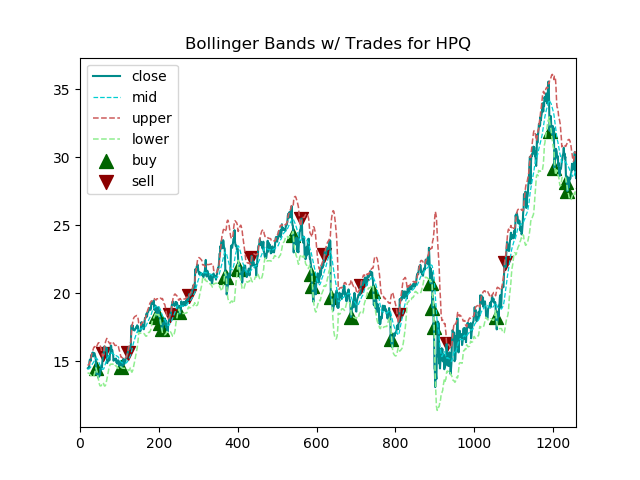 Bollinger Bands w/ Trades for HPQ
close
mid
upper
lower
buy
sell
35
30
25
20
15
0 200 400 600 800 1000 1200